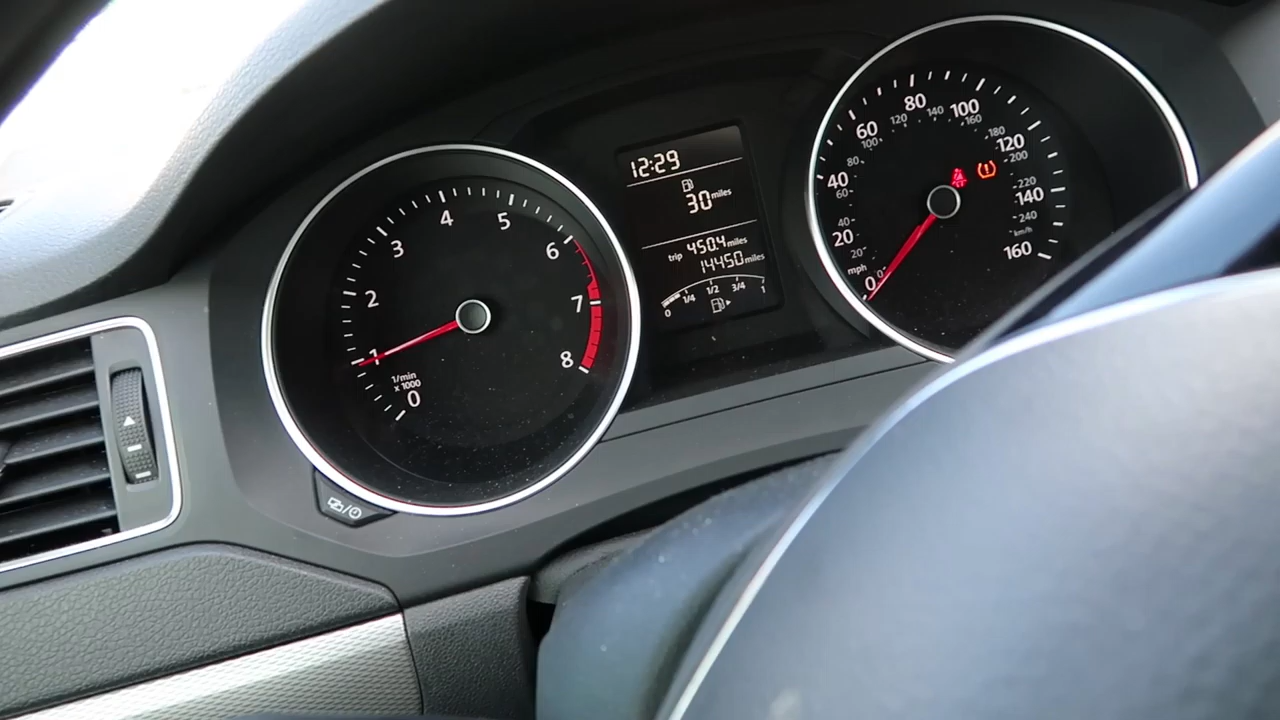 0
1
2
3
4
5
6
7
8
1/min
x 1000
12:29
30 miles
trip 450.4 miles
14450 miles
0 1/4 1/2 3/4 1
0 20 40 60 80 100 120 140 160
mph
0 20 40 60 80 100 120 140 160 180 200 220 240
km/h